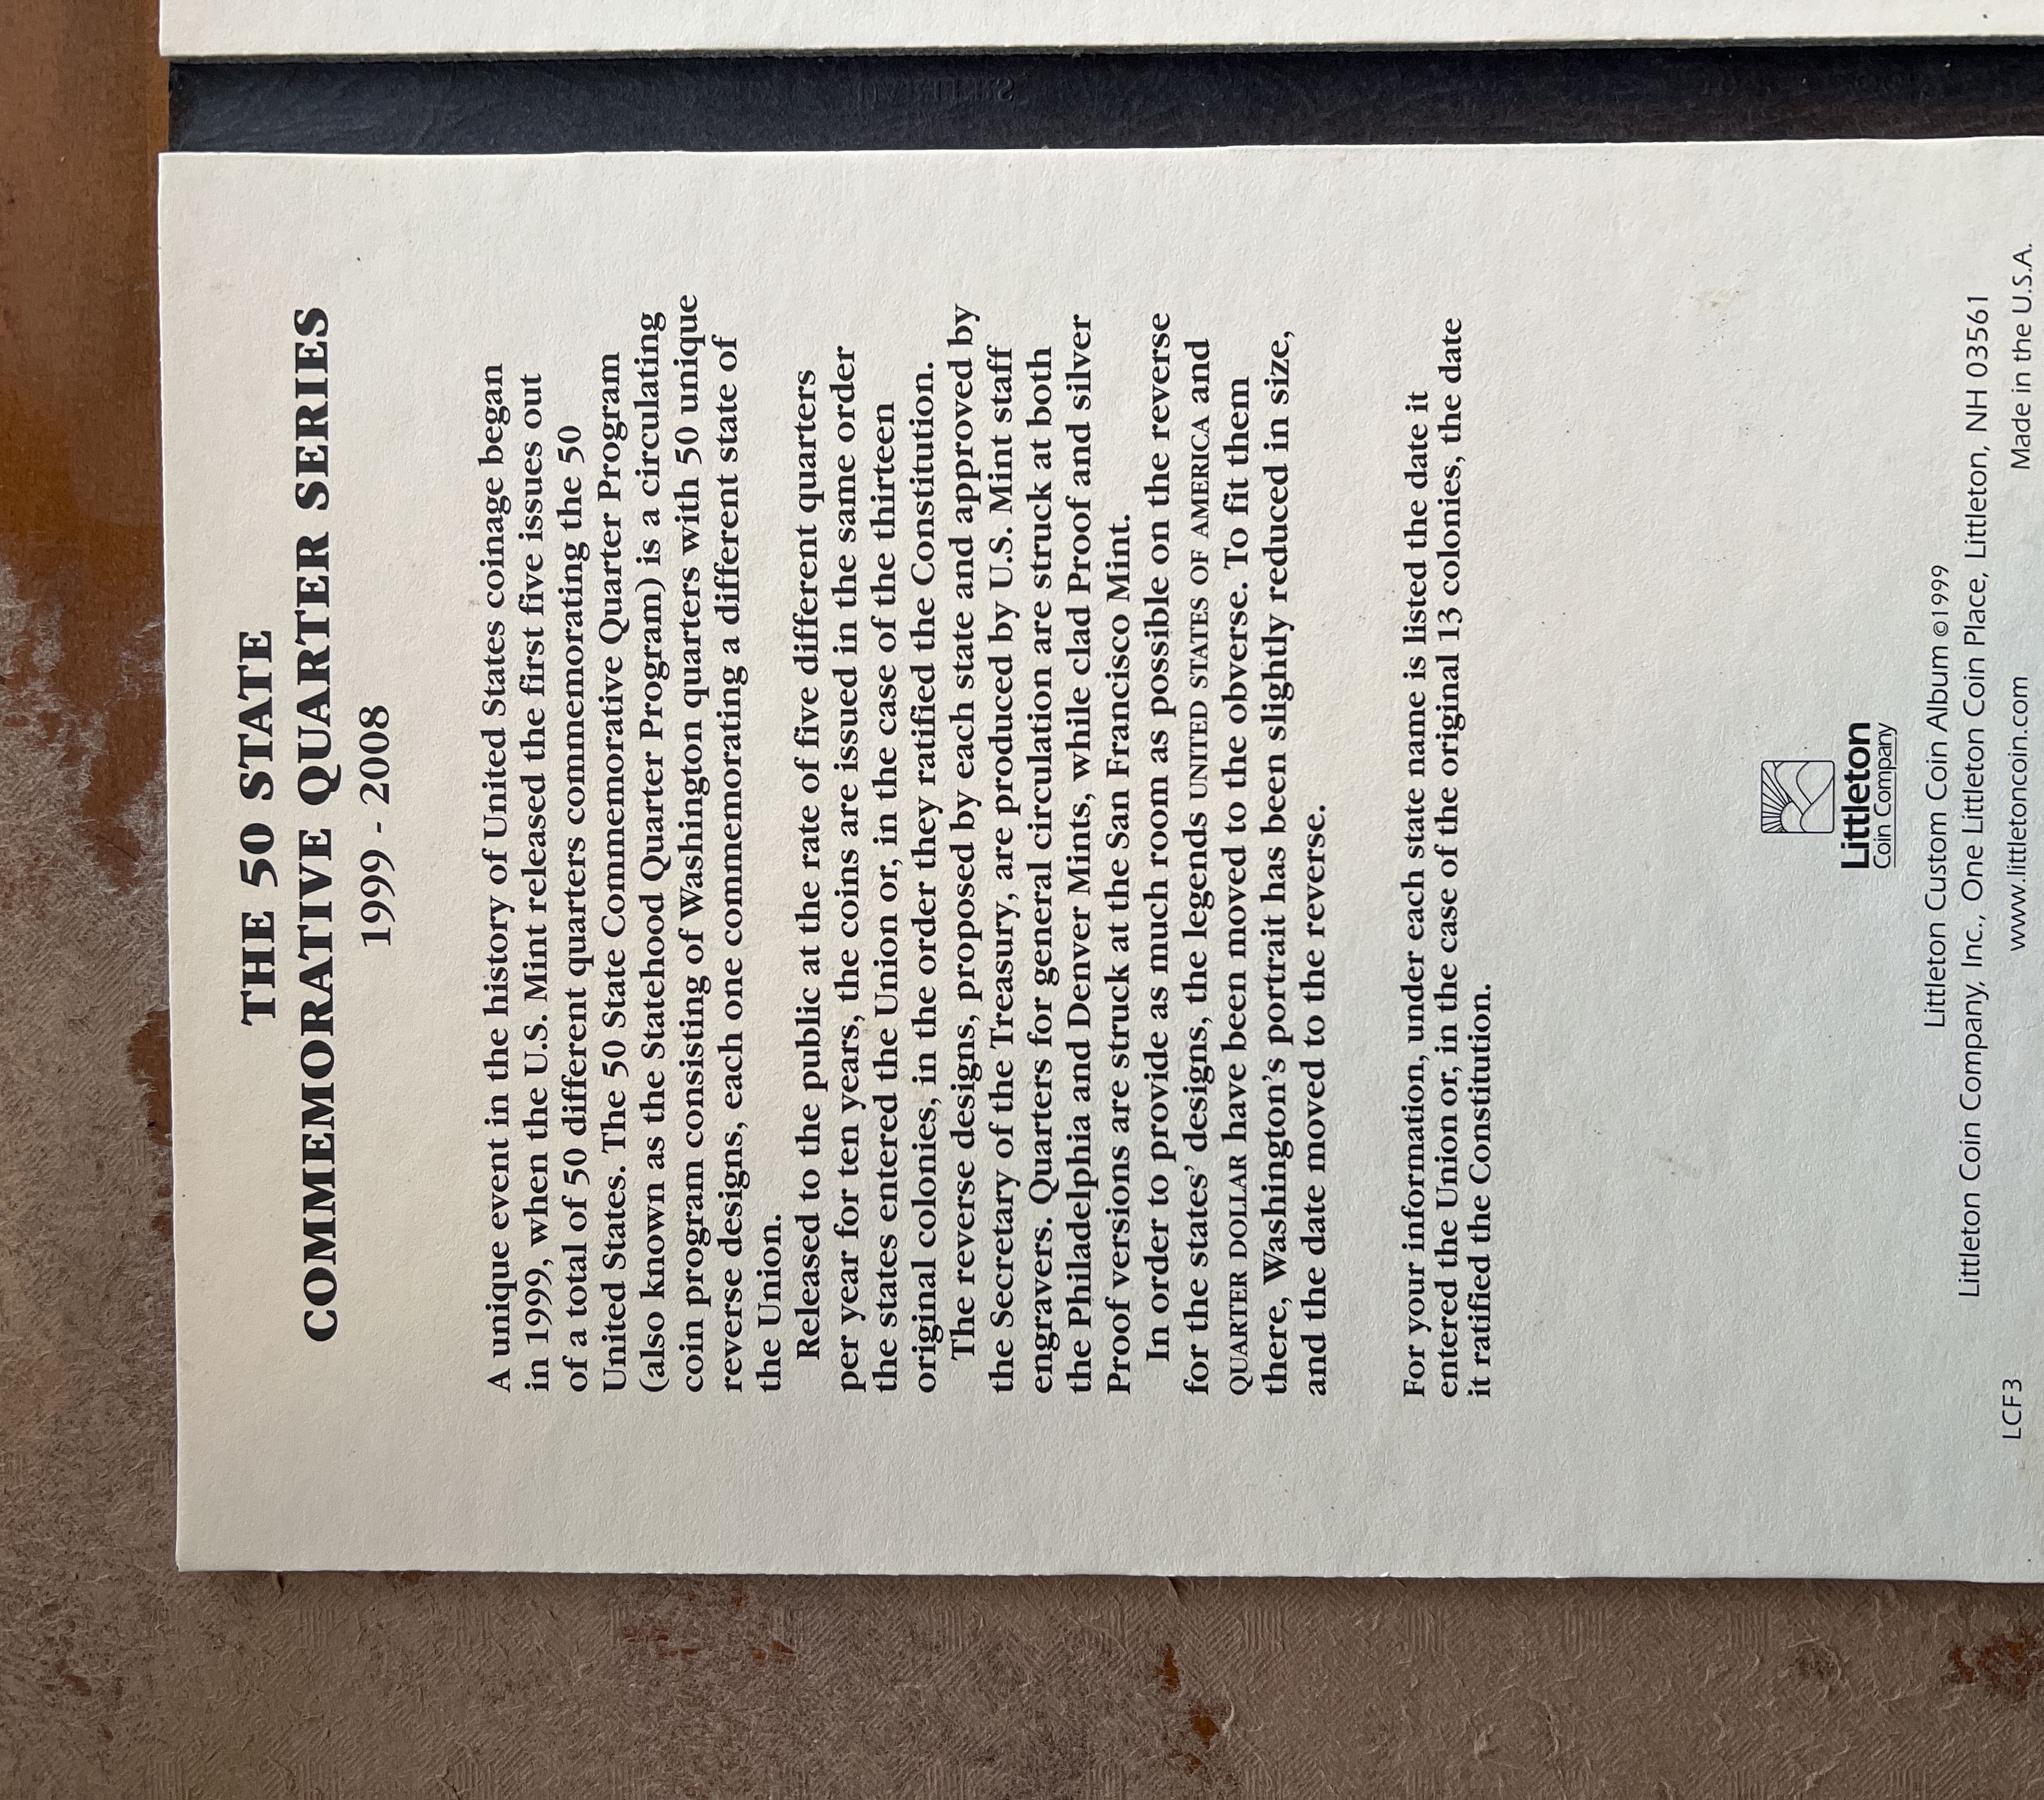 THE 50 STATE
COMMEMORATIVE QUARTER SERIES
1999 - 2008
A unique event in the history of United States coinage began
in 1999, when the U.S. Mint released the first five issues out
of a total of 50 different quarters commemorating the 50
United States. The 50 State Commemorative Quarter Program
(also known as the Statehood Quarter Program) is a circulating
coin program consisting of Washington quarters with 50 unique
reverse designs, each one commemorating a different state of
the Union.
Released to the public at the rate of five different quarters
per year for ten years, the coins are issued in the same order
the states entered the Union or, in the case of the thirteen
original colonies, in the order they ratified the Constitution.
The reverse designs, proposed by each state and approved by
the Secretary of the Treasury, are produced by U.S. Mint staff
engravers. Quarters for general circulation are struck at both
the Philadelphia and Denver Mints, while clad Proof and silver
Proof versions are struck at the San Francisco Mint.
In order to provide as much room as possible on the reverse
for the states' designs, the legends UNITED STATES OF AMERICA and
QUARTER DOLLAR have been moved to the obverse. To fit them
there, Washington's portrait has been slightly reduced in size,
and the date moved to the reverse.
For your information, under each state name is listed the date it
entered the Union or, in the case of the original 13 colonies, the date
it ratified the Constitution.
Littleton
Coin Company
Littleton Custom Coin Album ©1999
Littleton Coin Company, Inc., One Littleton Coin Place, Littleton, NH 03561
LCF3 www.littletoncoin.com Made in the U.S.A.